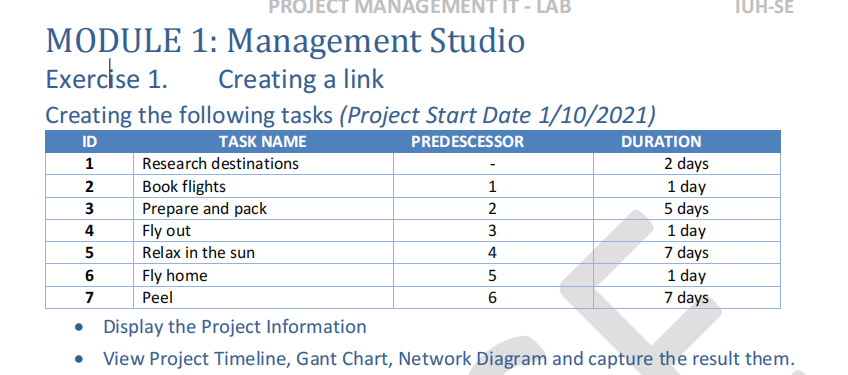 PROJECT MANAGEMENT IT - LAB IUH-SE
MODULE 1: Management Studio
Exercise 1. Creating a link
Creating the following tasks (Project Start Date 1/10/2021)
ID TASK NAME PREDESCESSOR DURATION
1 Research destinations - 2 days
2 Book flights 1 1 day
3 Prepare and pack 2 5 days
4 Fly out 3 1 day
5 Relax in the sun 4 7 days
6 Fly home 5 1 day
7 Peel 6 7 days
• Display the Project Information
• View Project Timeline, Gant Chart, Network Diagram and capture the result them.